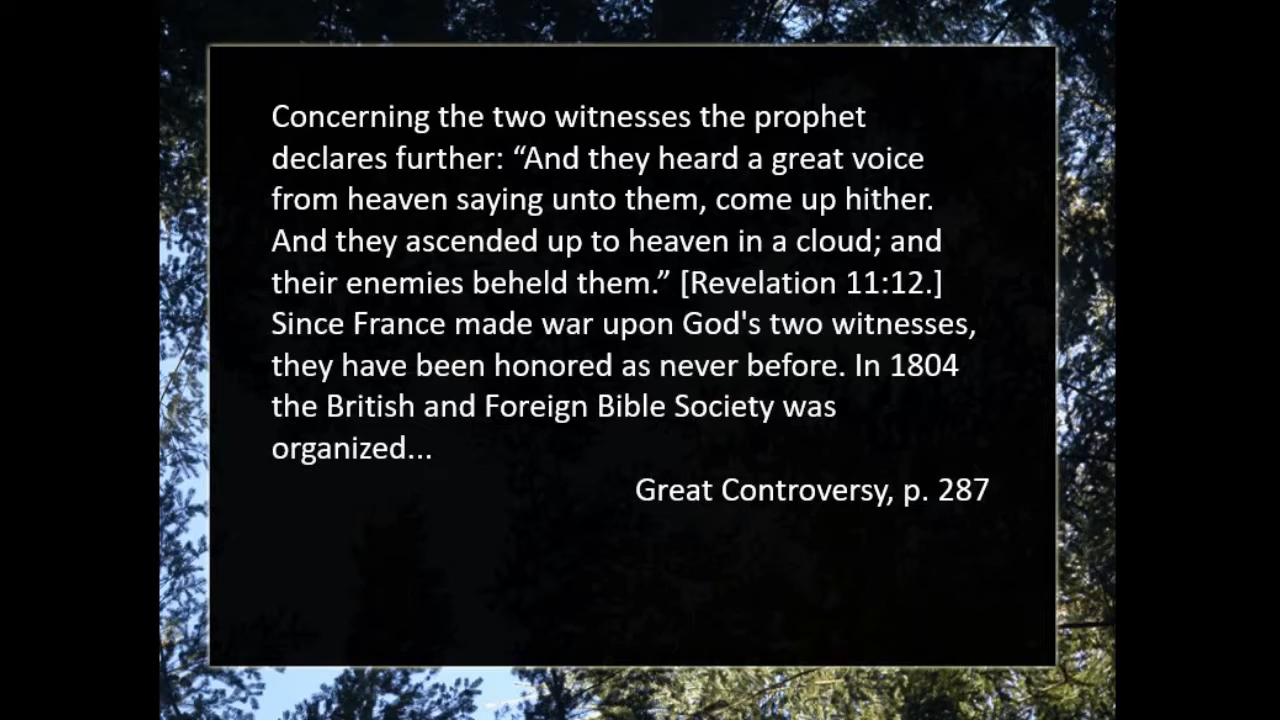 Concerning the two witnesses the prophet
declares further: “And they heard a great voice
from heaven saying unto them, come up hither.
And they ascended up to heaven in a cloud; and
their enemies beheld them.” [Revelation 11:12.]
Since France made war upon God's two witnesses,
they have been honored as never before. In 1804
the British and Foreign Bible Society was
organized...
Great Controversy, p. 287